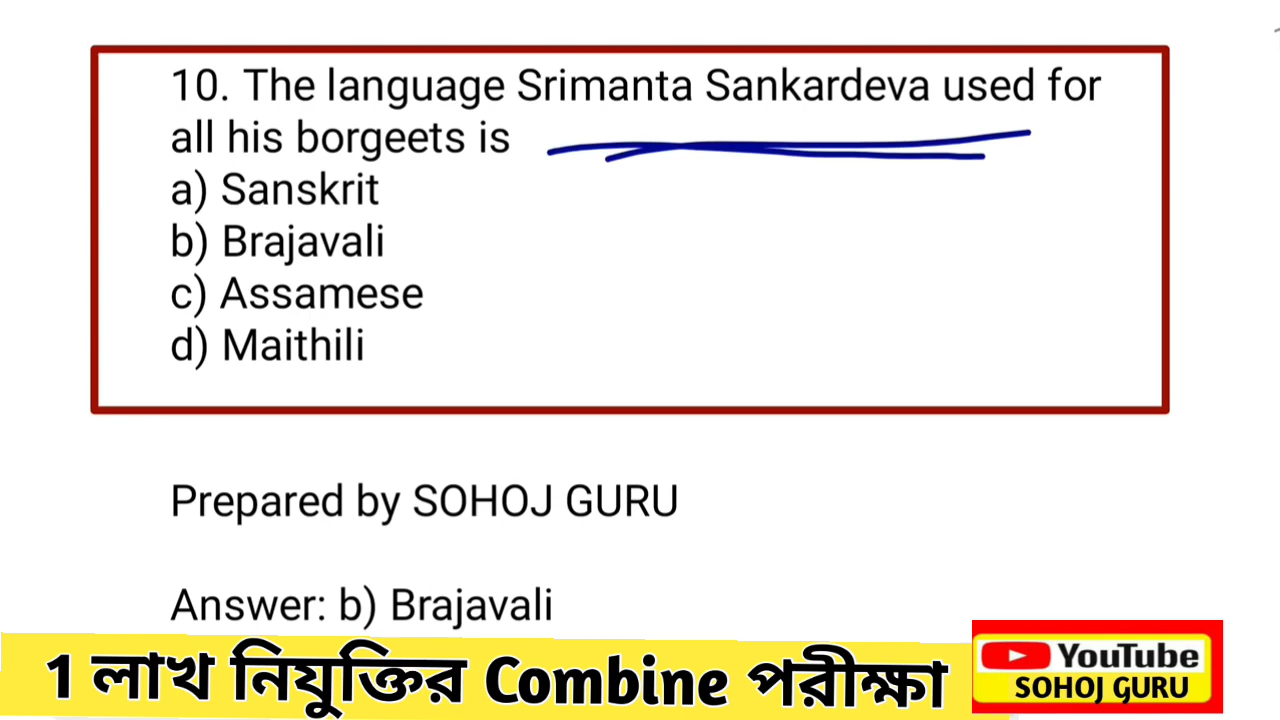 10. The language Srimanta Sankardeva used for
all his borgeets is
a) Sanskrit
b) Brajavali
c) Assamese
d) Maithili
Prepared by SOHOJ GURU
Answer: b) Brajavali
1 লাখ নিযুক্তিৰ Combine পৰীক্ষা
YouTube
SOHOJ GURU